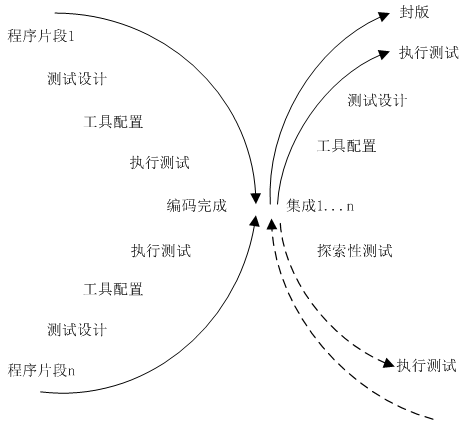 程序片段1
测试设计
工具配置
执行测试
编码完成
执行测试
工具配置
测试设计
程序片段n
封版
执行测试
测试设计
工具配置
集成1...n
探索性测试
执行测试